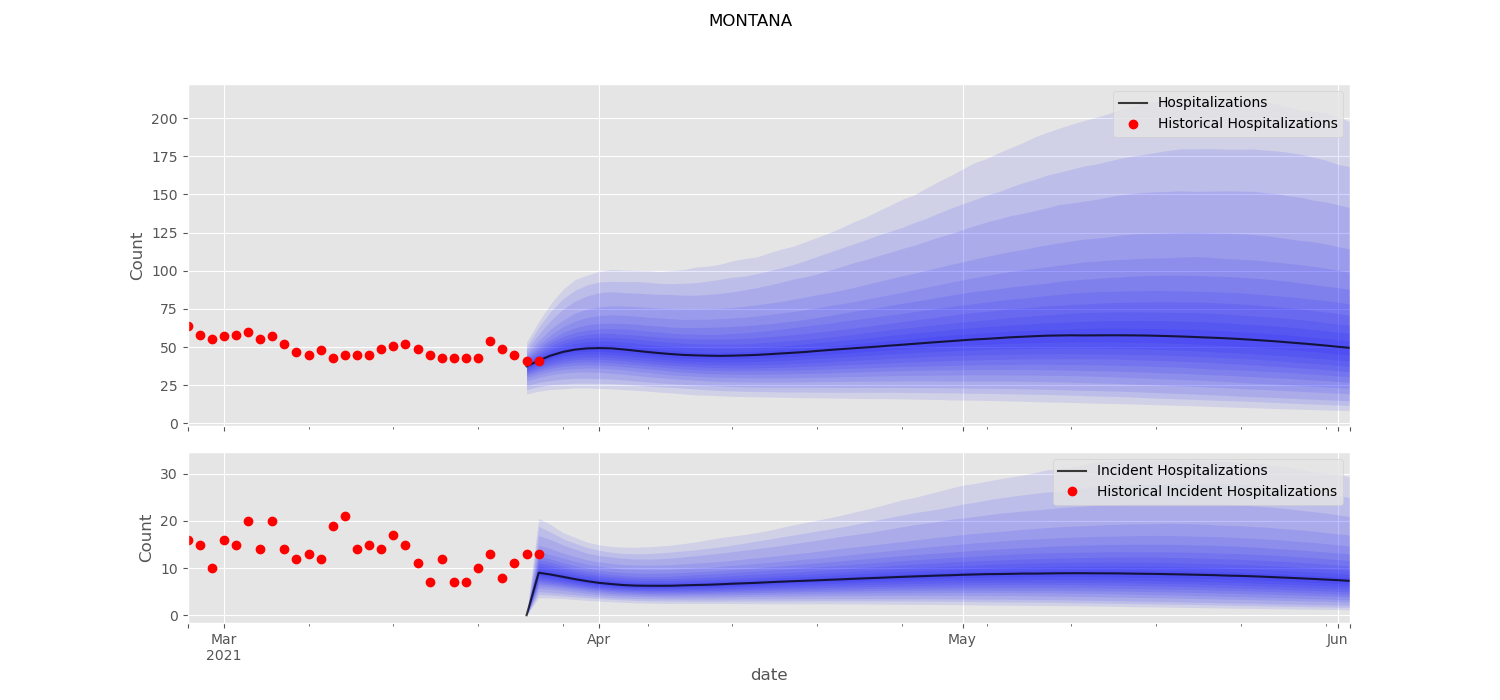 MONTANA
Hospitalizations
Historical Hospitalizations
200
175
150
125
100
75
50
25
0
Count
Incident Hospitalizations
Historical Incident Hospitalizations
30
20
10
0
Count
Mar
2021
Apr
May
Jun
date